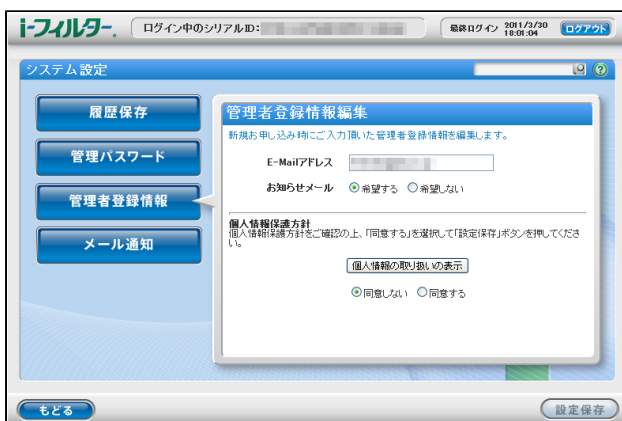 i-フィルター. ログイン中のシリアルID: 最終ログイン 2011/3/30 18:01:04 ログアウト
システム設定 ?
履歴保存
管理パスワード
管理者登録情報
メール通知
管理者登録情報編集
新規お申し込み時にご入力頂いた管理者登録情報を編集します。
E-Mailアドレス
お知らせメール 希望する 希望しない
個人情報保護方針
個人情報保護方針をご確認の上、「同意する」を選択して「設定保存」ボタンを押してくださ
い。
個人情報の取り扱いの表示
同意しない 同意する
もどる 設定保存